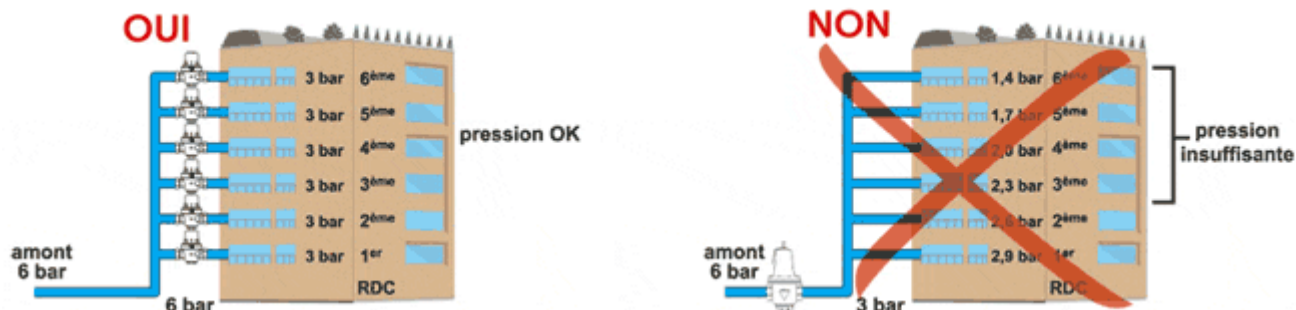 OUI
3 bar 6ème
3 bar 5ème
3 bar 4ème
3 bar 3ème
3 bar 2ème
3 bar 1er
RDC
pression OK
amont
6 bar
6 bar
NON
1,4 bar 6ème
1,7 bar 5ème
2,0 bar 4ème
2,3 bar 3ème
2,6 bar 2ème
2,9 bar 1er
RDC
pression
insuffisante
amont
6 bar
3 bar